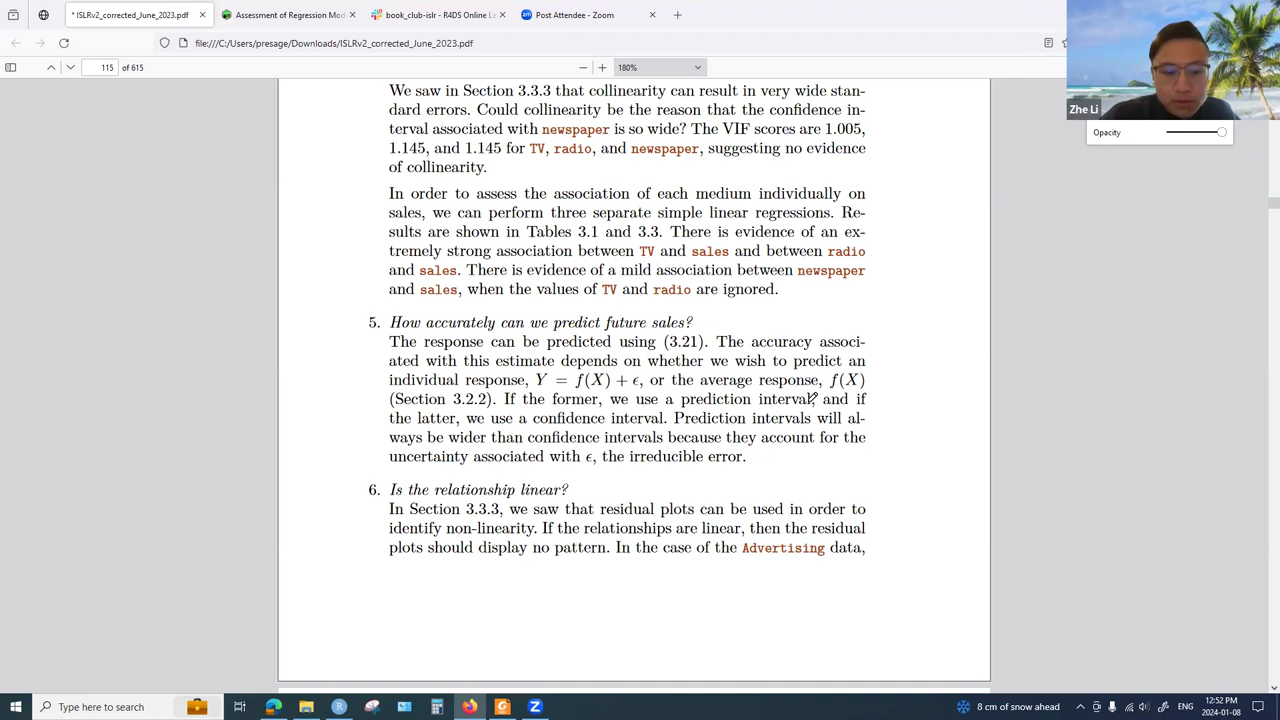 * ISLRv2_corrected_June_2023.pdf
Assessment of Regression Mod
book_club-islr - R4DS Online Le
Post Attendee - Zoom
file:///C:/Users/presage/Downloads/ISLRv2_corrected_June_2023.pdf
115 of 615
180%
Zhe Li
Opacity
We saw in Section 3.3.3 that collinearity can result in very wide stan-
dard errors. Could collinearity be the reason that the confidence in-
terval associated with newspaper is so wide? The VIF scores are 1.005,
1.145, and 1.145 for TV, radio, and newspaper, suggesting no evidence
of collinearity.
In order to assess the association of each medium individually on
sales, we can perform three separate simple linear regressions. Re-
sults are shown in Tables 3.1 and 3.3. There is evidence of an ex-
tremely strong association between TV and sales and between radio
and sales. There is evidence of a mild association between newspaper
and sales, when the values of TV and radio are ignored.
5. How accurately can we predict future sales?
The response can be predicted using (3.21). The accuracy associ-
ated with this estimate depends on whether we wish to predict an
individual response, Y = f(X) + ϵ, or the average response, f(X)
(Section 3.2.2). If the former, we use a prediction interval, and if
the latter, we use a confidence interval. Prediction intervals will al-
ways be wider than confidence intervals because they account for the
uncertainty associated with ϵ, the irreducible error.
6. Is the relationship linear?
In Section 3.3.3, we saw that residual plots can be used in order to
identify non-linearity. If the relationships are linear, then the residual
plots should display no pattern. In the case of the Advertising data,
Type here to search
8 cm of snow ahead
ENG
12:52 PM
2024-01-08